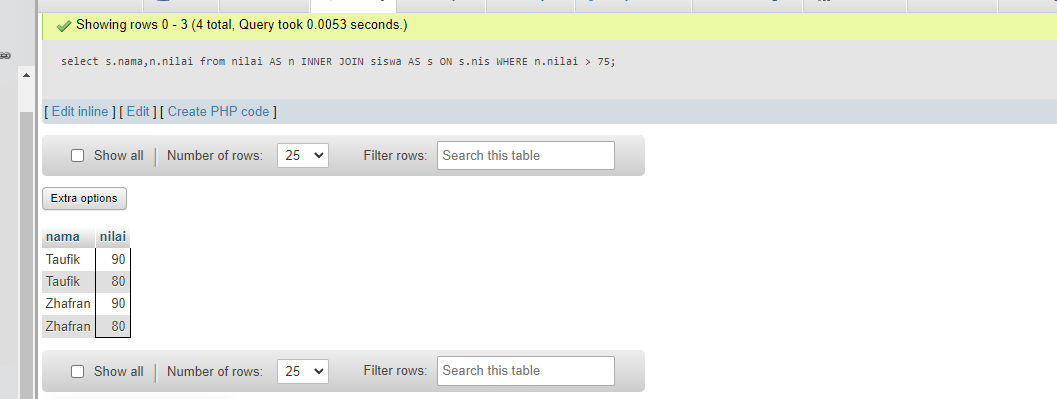 Showing rows 0 - 3 (4 total, Query took 0.0053 seconds.)
select s.nama,n.nilai from nilai AS n INNER JOIN siswa AS s ON s.nis WHERE n.nilai > 75;
[ Edit inline ] [ Edit ] [ Create PHP code ]
Show all | Number of rows: 25 Filter rows: Search this table
Extra options
nama nilai
Taufik 90
Taufik 80
Zhafran 90
Zhafran 80
Show all | Number of rows: 25 Filter rows: Search this table